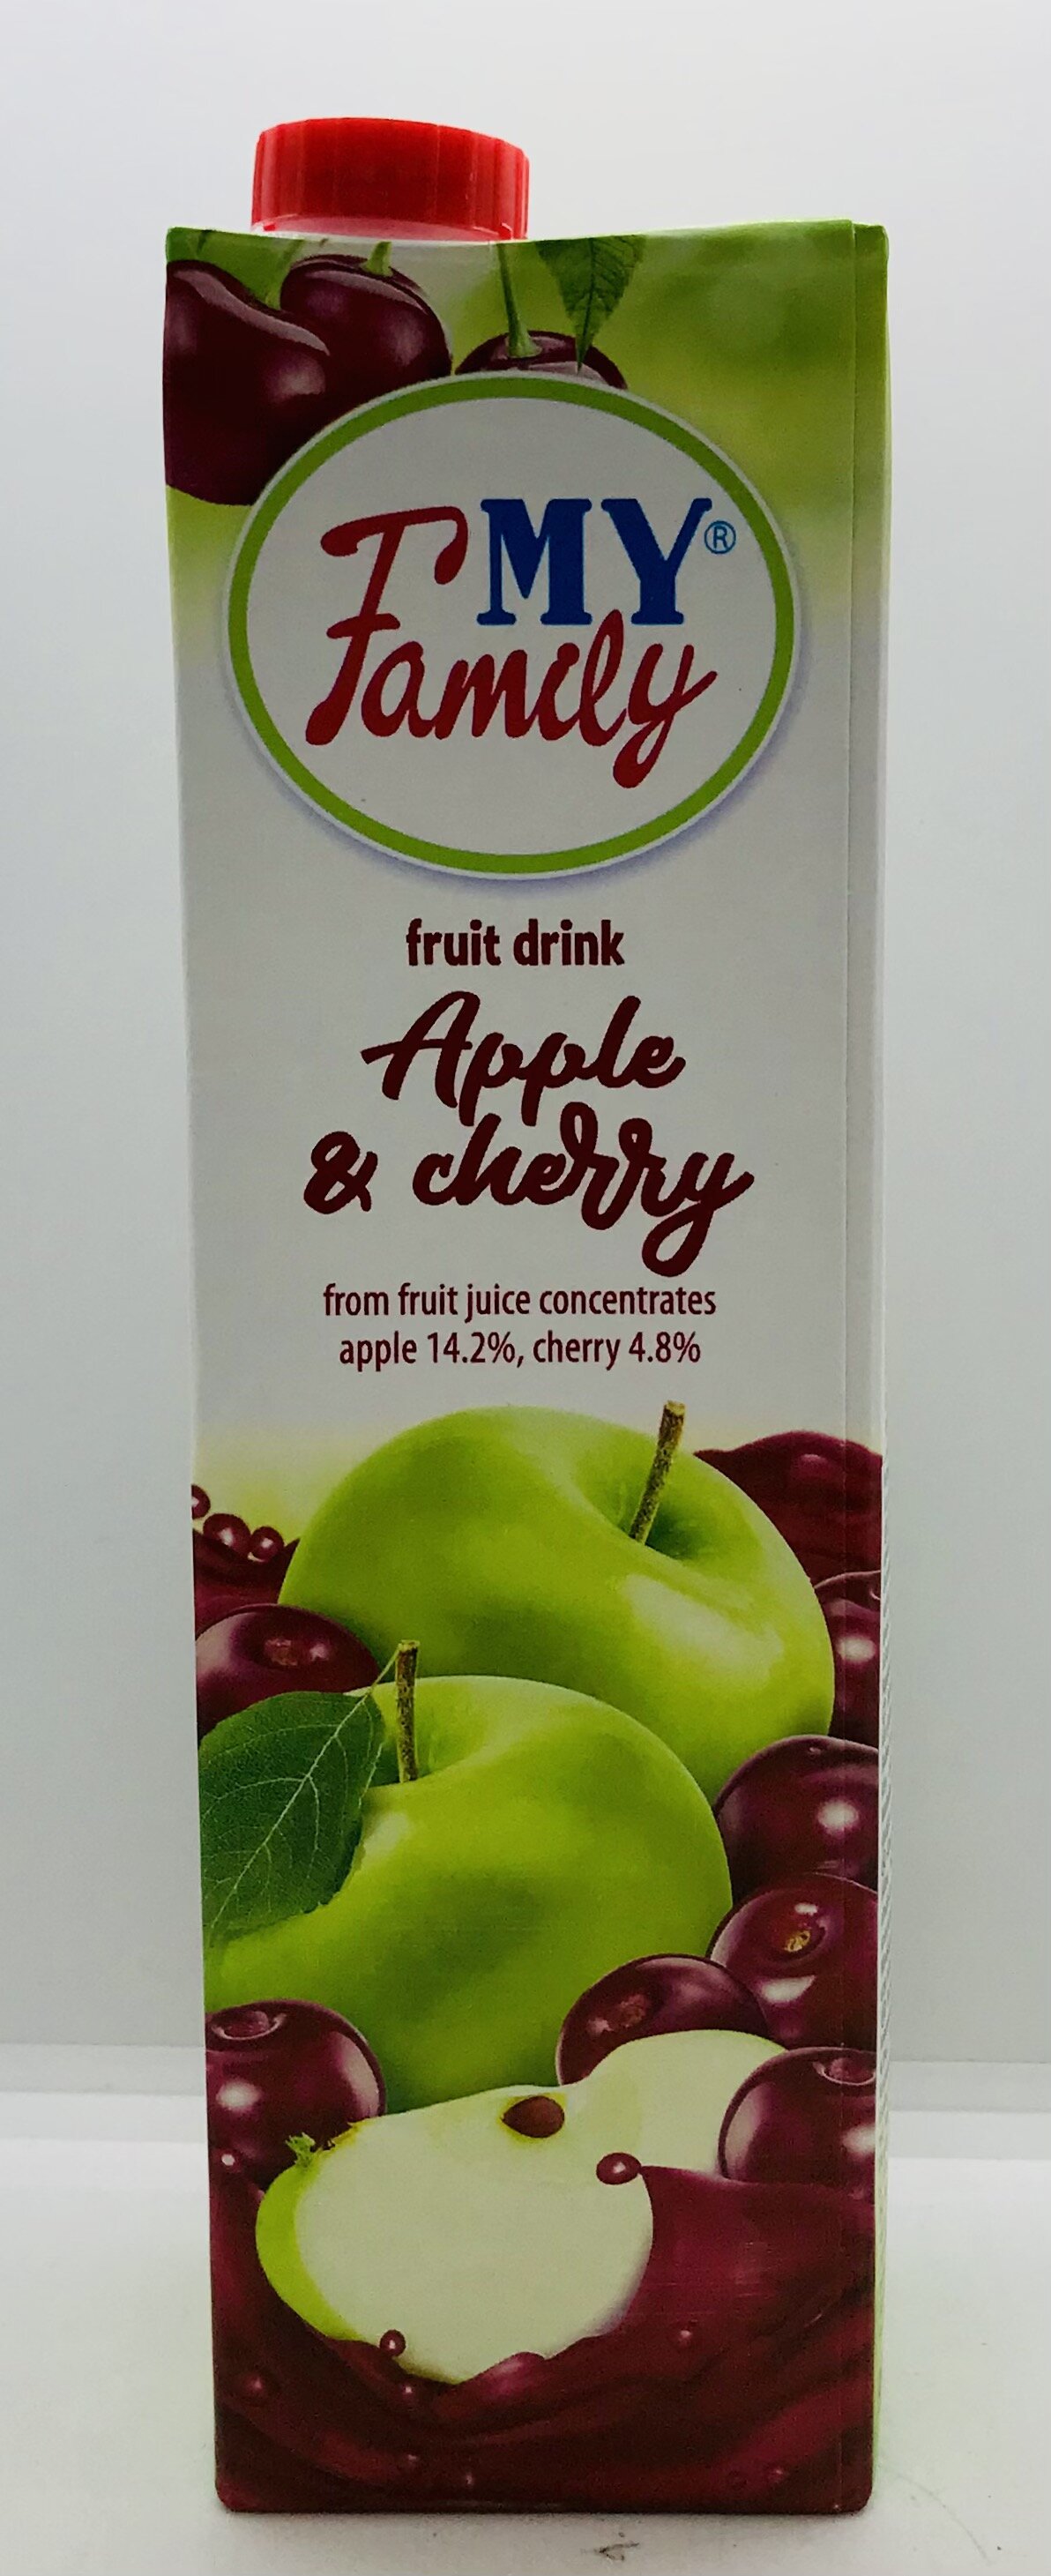 MY®
Family
fruit drink
Apple
& cherry
from fruit juice concentrates
apple 14.2%, cherry 4.8%